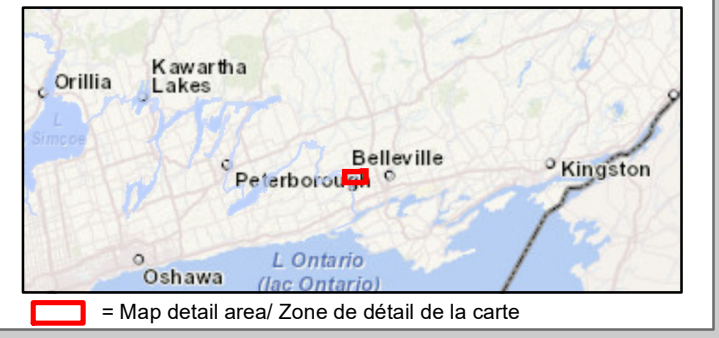 Orillia
Kawartha
Lakes
L
Simcoe
Belleville
Peterborough
Kingston
Oshawa
L Ontario
(lac Ontario)
= Map detail area/ Zone de détail de la carte